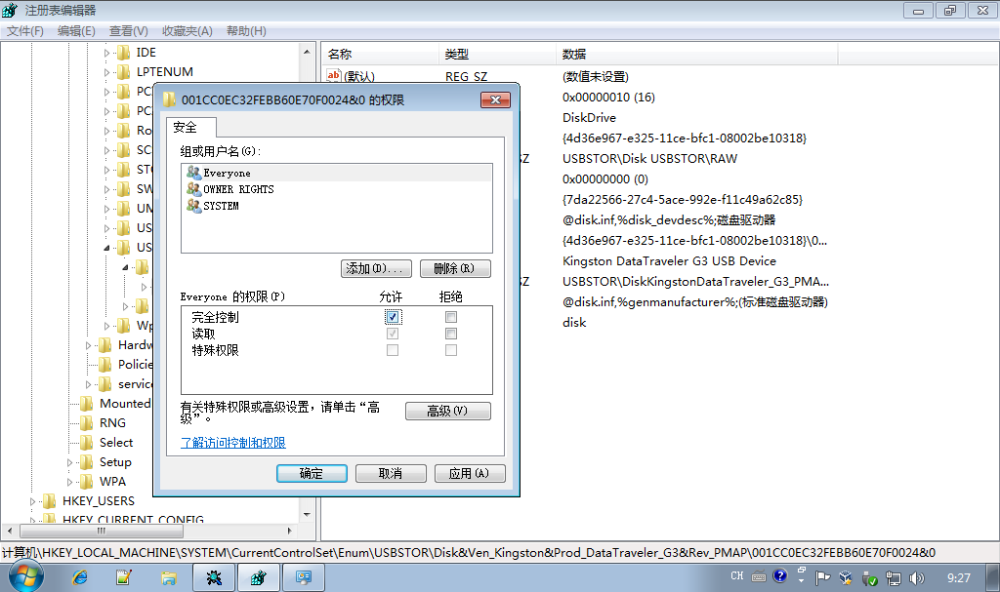 注册表编辑器
文件(F) 编辑(E) 查看(V) 收藏夹(A) 帮助(H)
名称 类型 数据
IDE
LPTENUM
PC
PC
Ro
SC
ST
SW
UM
US
US
Wp
Hardw
Policie
service
Mounted
RNG
Select
Setup
WPA
HKEY_USERS
HKEY_CURRENT_CONFIG
ab (默认) REG_SZ (数值未设置)
0x00000010 (16)
DiskDrive
{4d36e967-e325-11ce-bfc1-08002be10318}
SZ USBSTOR\Disk USBSTOR\RAW
0x00000000 (0)
{7da22566-27c4-5ace-992e-f11c49a62c85}
@disk.inf,%disk_devdesc%;磁盘驱动器
{4d36e967-e325-11ce-bfc1-08002be10318}\0...
Kingston DataTraveler G3 USB Device
SZ USBSTOR\DiskKingstonDataTraveler_G3_PMA...
@disk.inf,%genmanufacturer%;(标准磁盘驱动器)
disk
001CC0EC32FEBB60E70F0024&0 的权限
安全
组或用户名(G):
Everyone
OWNER RIGHTS
SYSTEM
添加(D)... 删除(R)
Everyone 的权限(P) 允许 拒绝
完全控制
读取
特殊权限
有关特殊权限或高级设置，请单击“高
级”。
高级(V)
了解访问控制和权限
确定 取消 应用(A)
计算机\HKEY_LOCAL_MACHINE\SYSTEM\CurrentControlSet\Enum\USBSTOR\Disk&Ven_Kingston&Prod_DataTraveler_G3&Rev_PMAP\001CC0EC32FEBB60E70F0024&0
CH 9:27